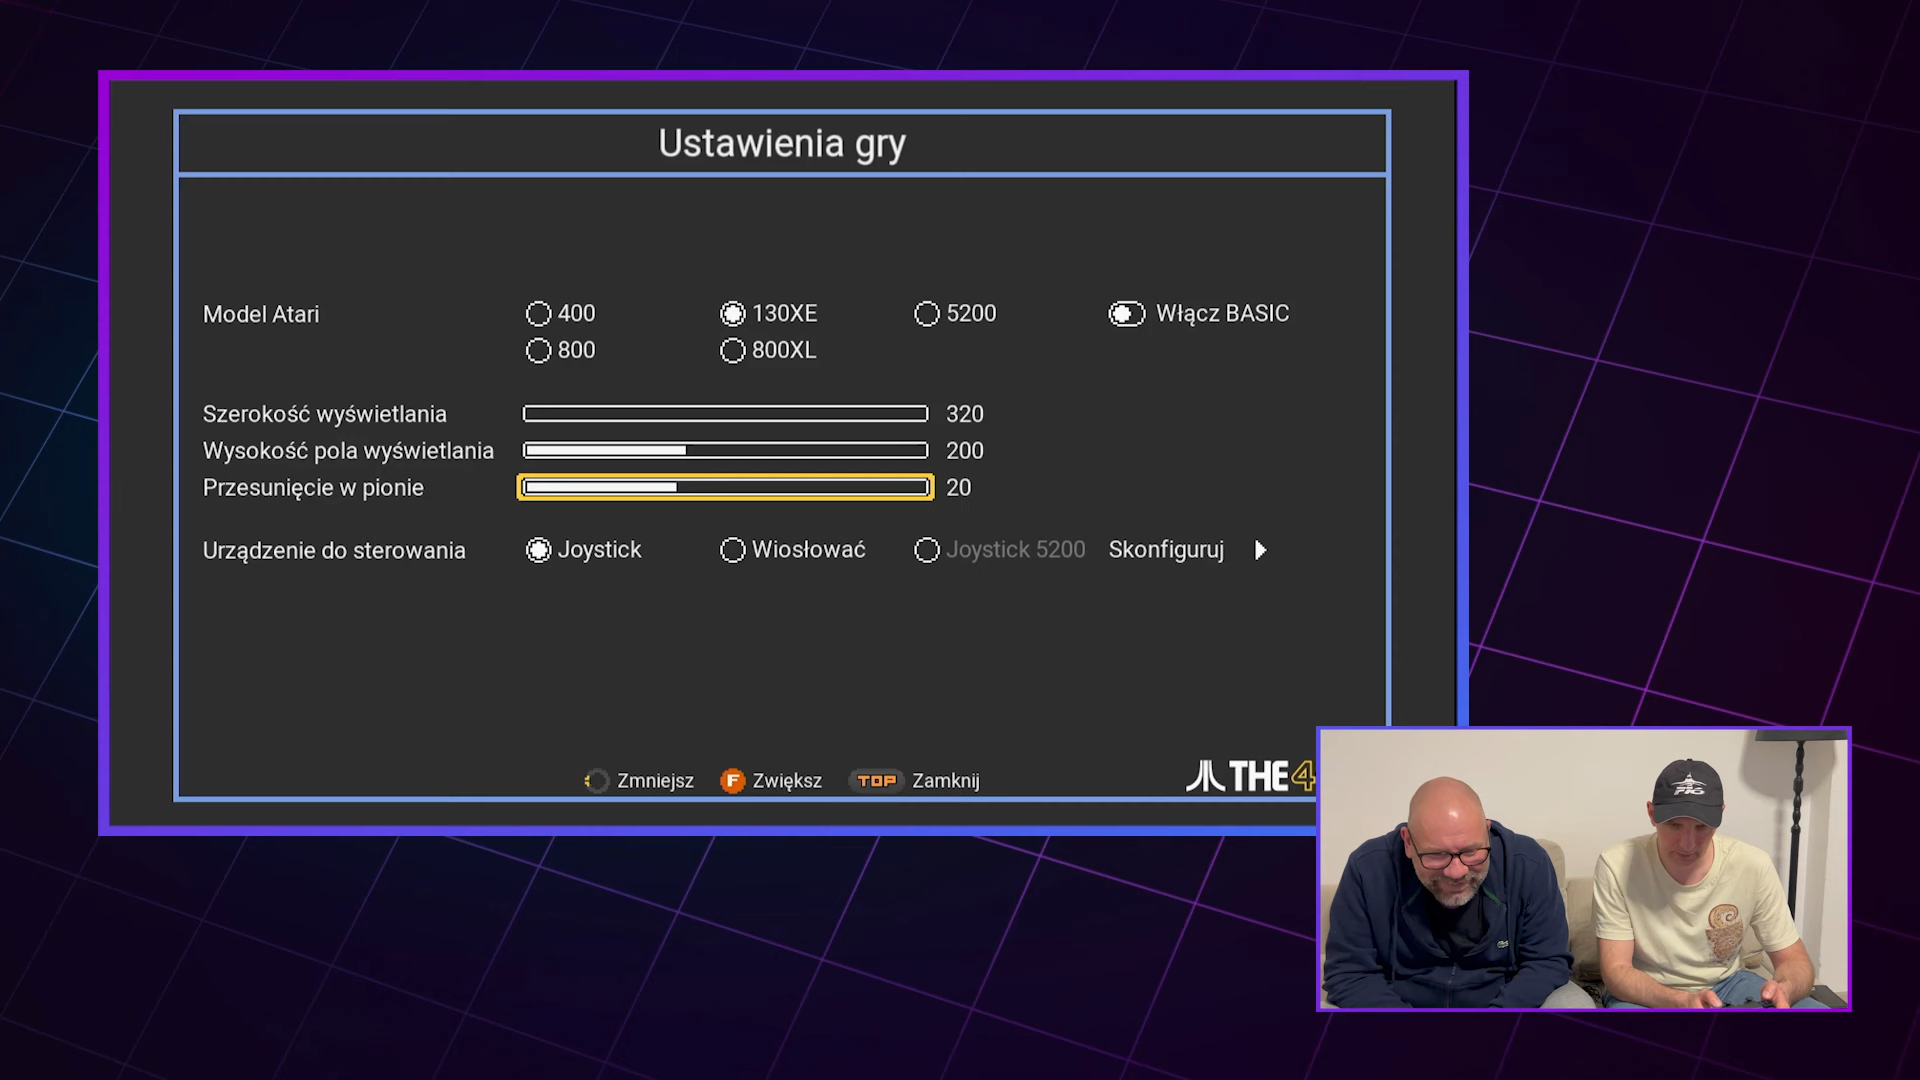 Ustawienia gry
Model Atari 400 130XE 5200 Włącz BASIC
800 800XL
Szerokość wyświetlania 320
Wysokość pola wyświetlania 200
Przesunięcie w pionie 20
Urządzenie do sterowania Joystick Wiosłować Joystick 5200 Skonfiguruj
F Zmniejsz Zwiększ TOP Zamknij
THE4